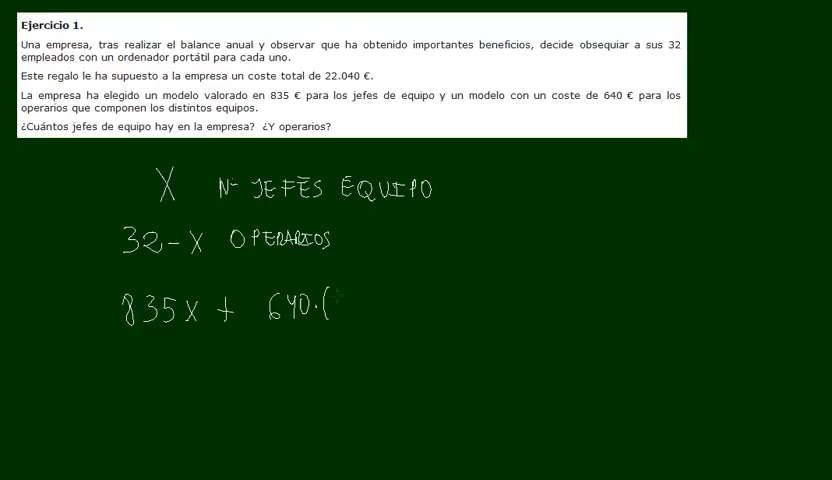 Ejercicio 1.
Una empresa, tras realizar el balance anual y observar que ha obtenido importantes beneficios, decide obsequiar a sus 32
empleados con un ordenador portátil para cada uno.
Este regalo le ha supuesto a la empresa un coste total de 22.040 €.
La empresa ha elegido un modelo valorado en 835 € para los jefes de equipo y un modelo con un coste de 640 € para los
operarios que componen los distintos equipos.
¿Cuántos jefes de equipo hay en la empresa? ¿Y operarios?
X Nº JEFES EQUIPO
32-X OPERARIOS
835X + 640·(